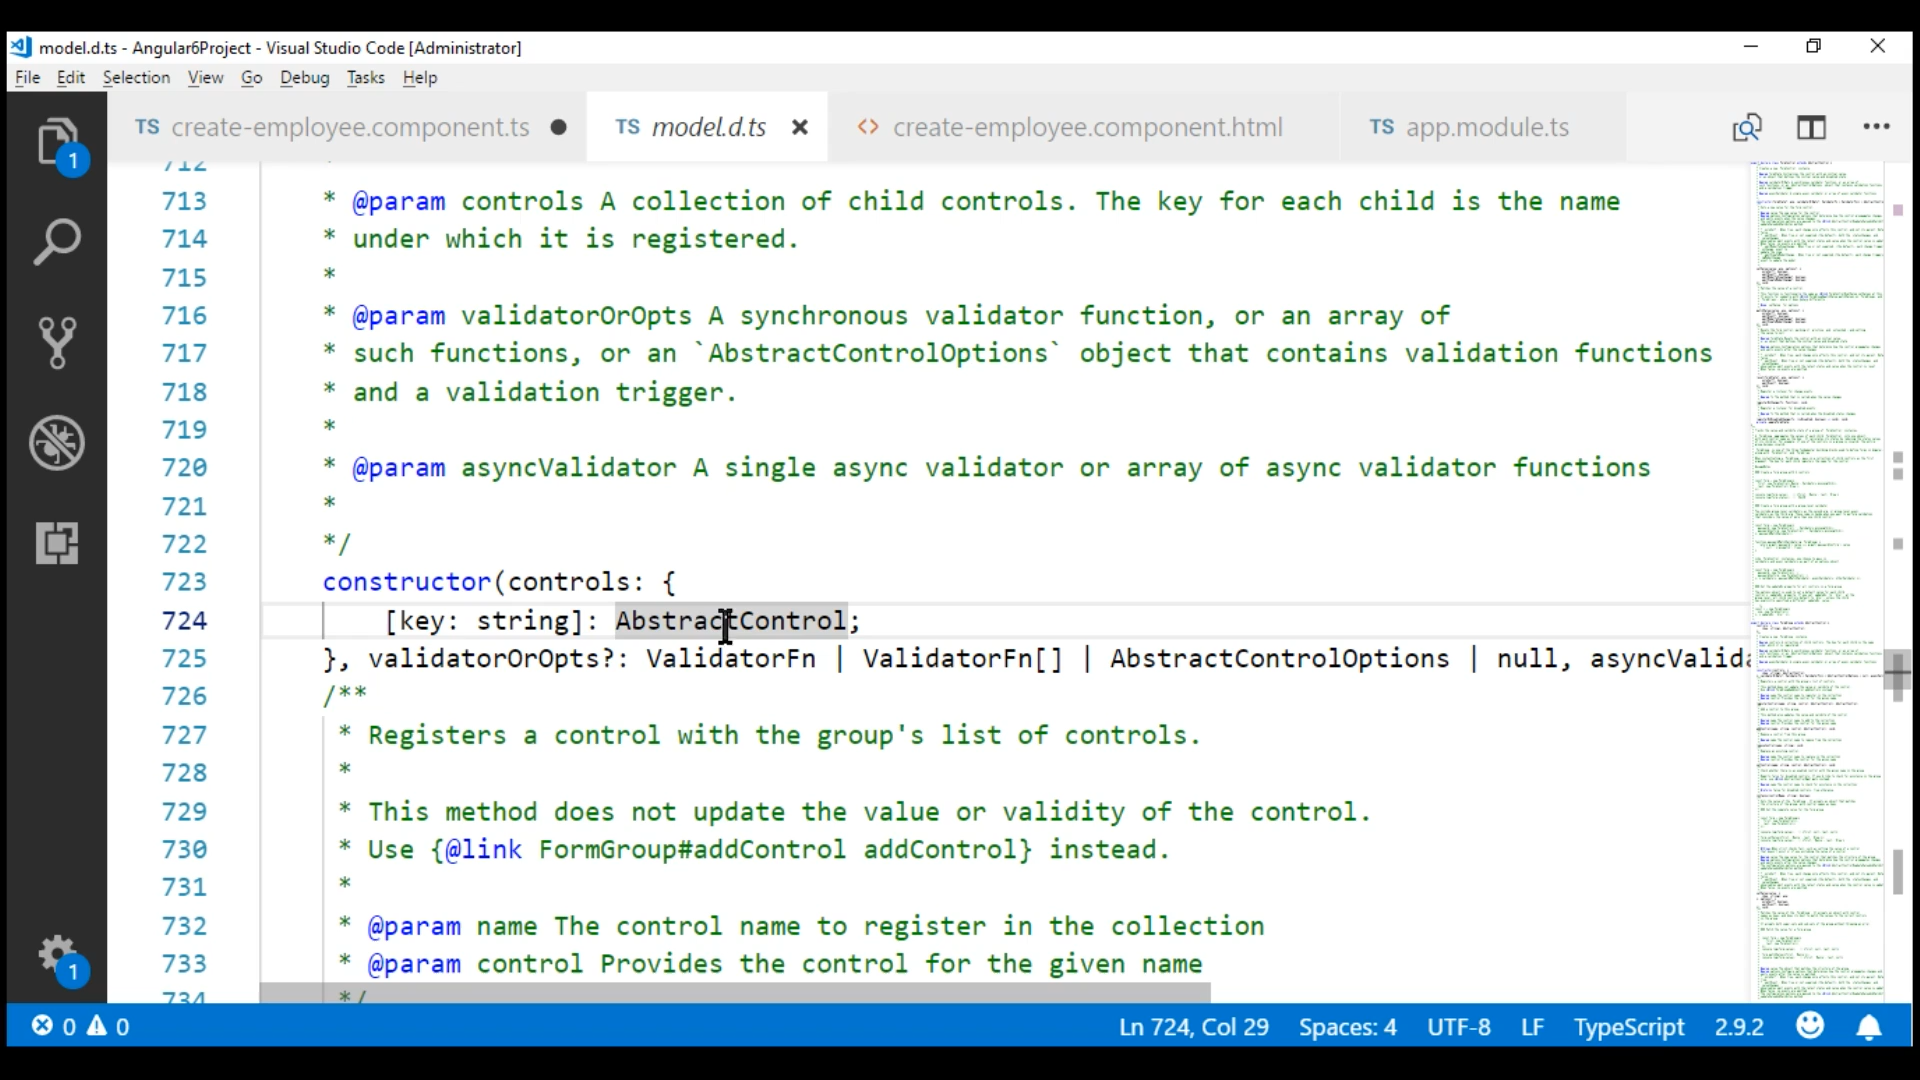 model.d.ts - Angular6Project - Visual Studio Code [Administrator]
File Edit Selection View Go Debug Tasks Help
TS create-employee.component.ts TS model.d.ts create-employee.component.html TS app.module.ts
712
713 * @param controls A collection of child controls. The key for each child is the name
714 * under which it is registered.
715 *
716 * @param validatorOrOpts A synchronous validator function, or an array of
717 * such functions, or an `AbstractControlOptions` object that contains validation functions
718 * and a validation trigger.
719 *
720 * @param asyncValidator A single async validator or array of async validator functions
721 *
722 */
723 constructor(controls: {
724 [key: string]: AbstractControl;
725 }, validatorOrOpts?: ValidatorFn | ValidatorFn[] | AbstractControlOptions | null, asyncValida
726 /**
727 * Registers a control with the group's list of controls.
728 *
729 * This method does not update the value or validity of the control.
730 * Use {@link FormGroup#addControl addControl} instead.
731 *
732 * @param name The control name to register in the collection
733 * @param control Provides the control for the given name
734 */
1
1
0 0 Ln 724, Col 29 Spaces: 4 UTF-8 LF TypeScript 2.9.2